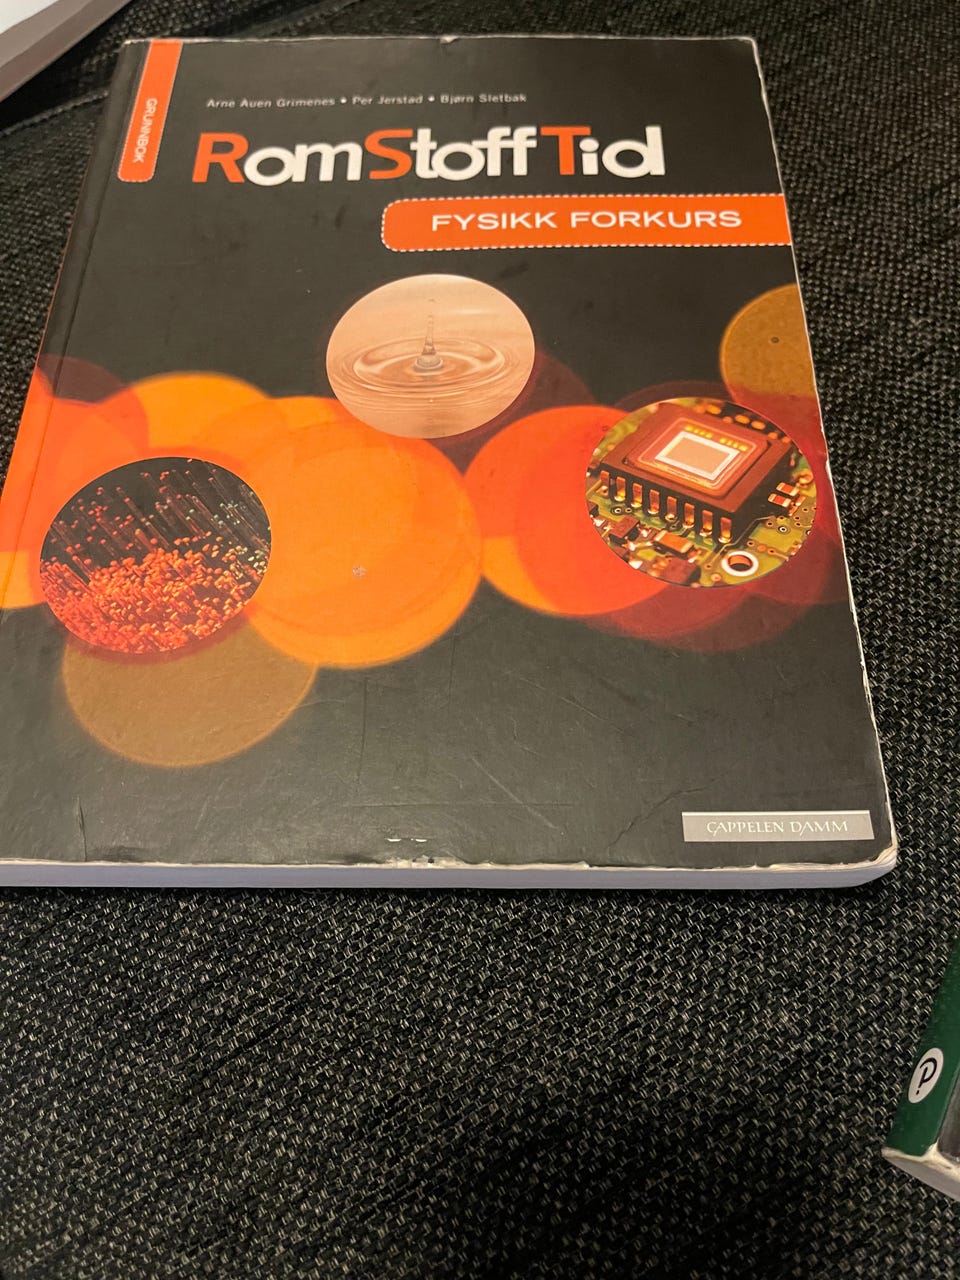 GRUNNBOK
Arne Auen Grimenes • Per Jerstad • Bjørn Sletbak
RomStoffTid
FYSIKK FORKURS
CAPPELEN DAMM